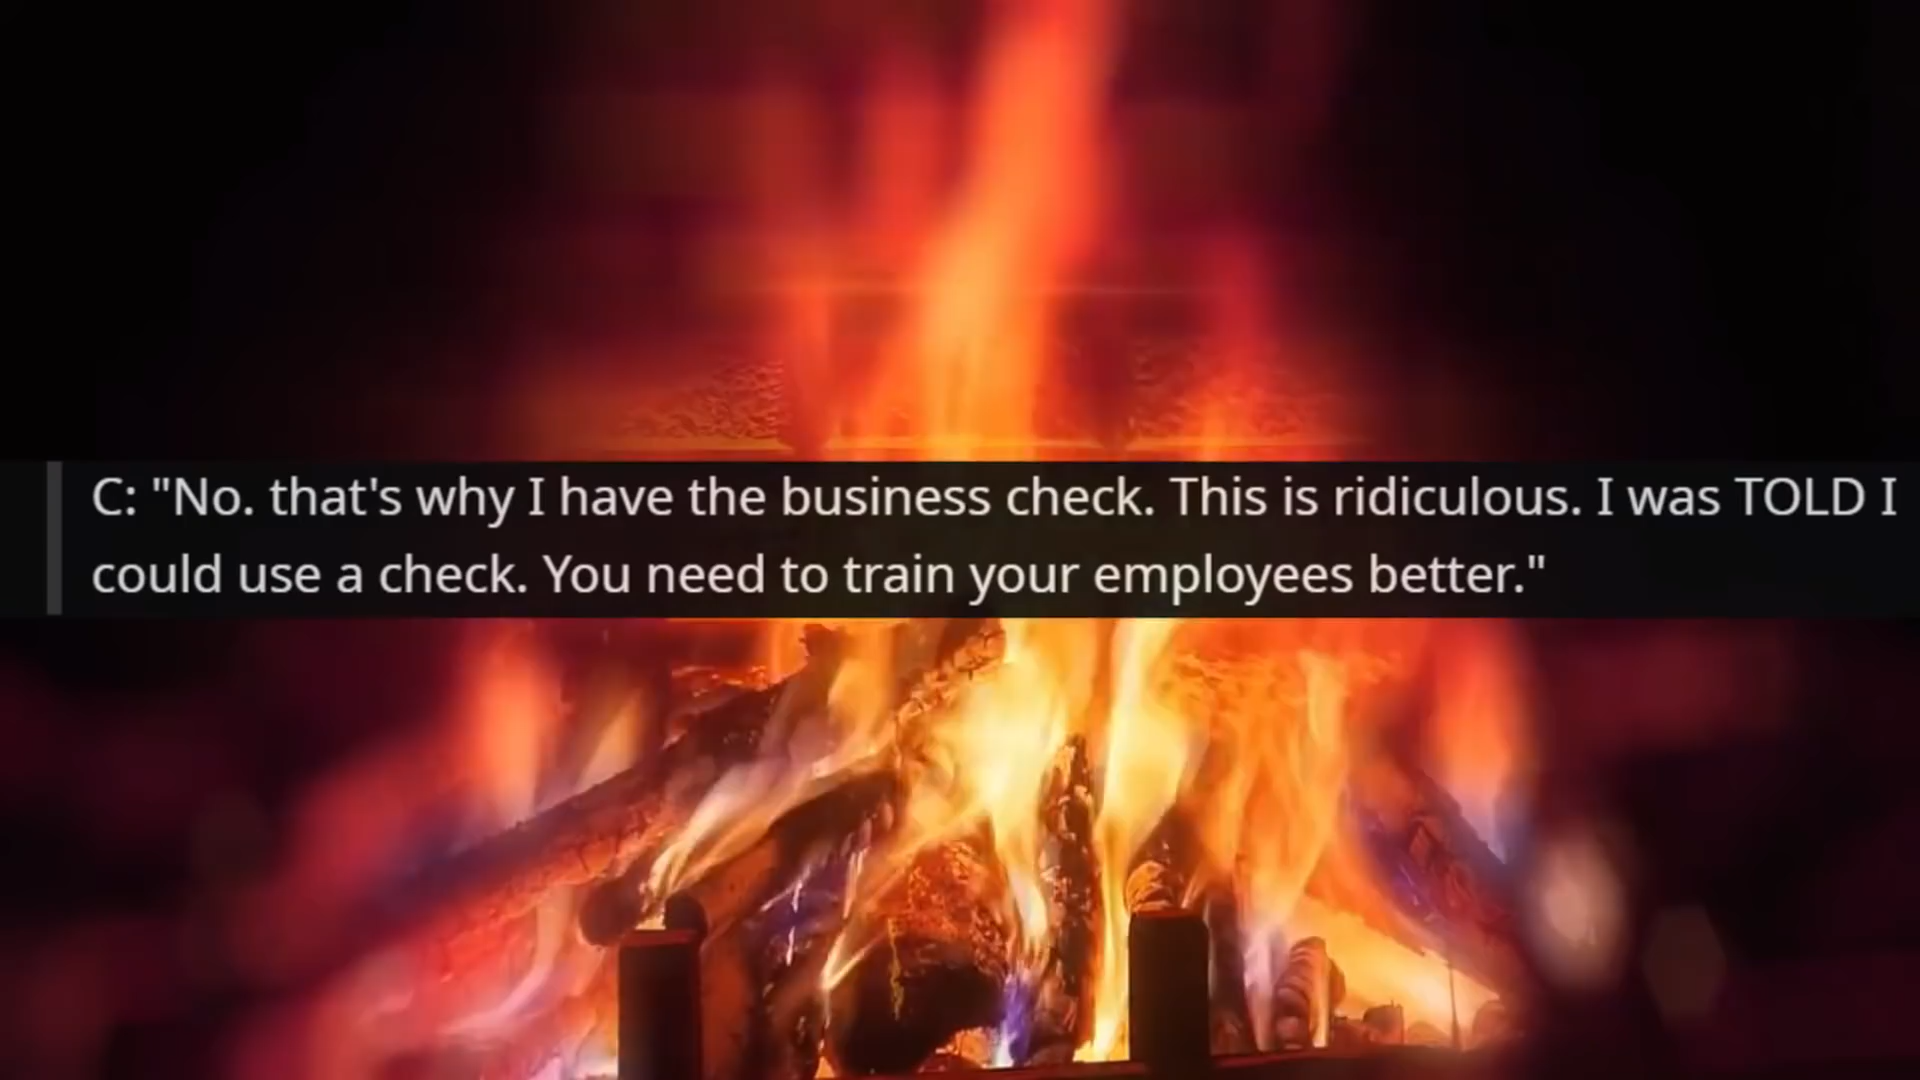 C: "No. that's why I have the business check. This is ridiculous. I was TOLD I
could use a check. You need to train your employees better."